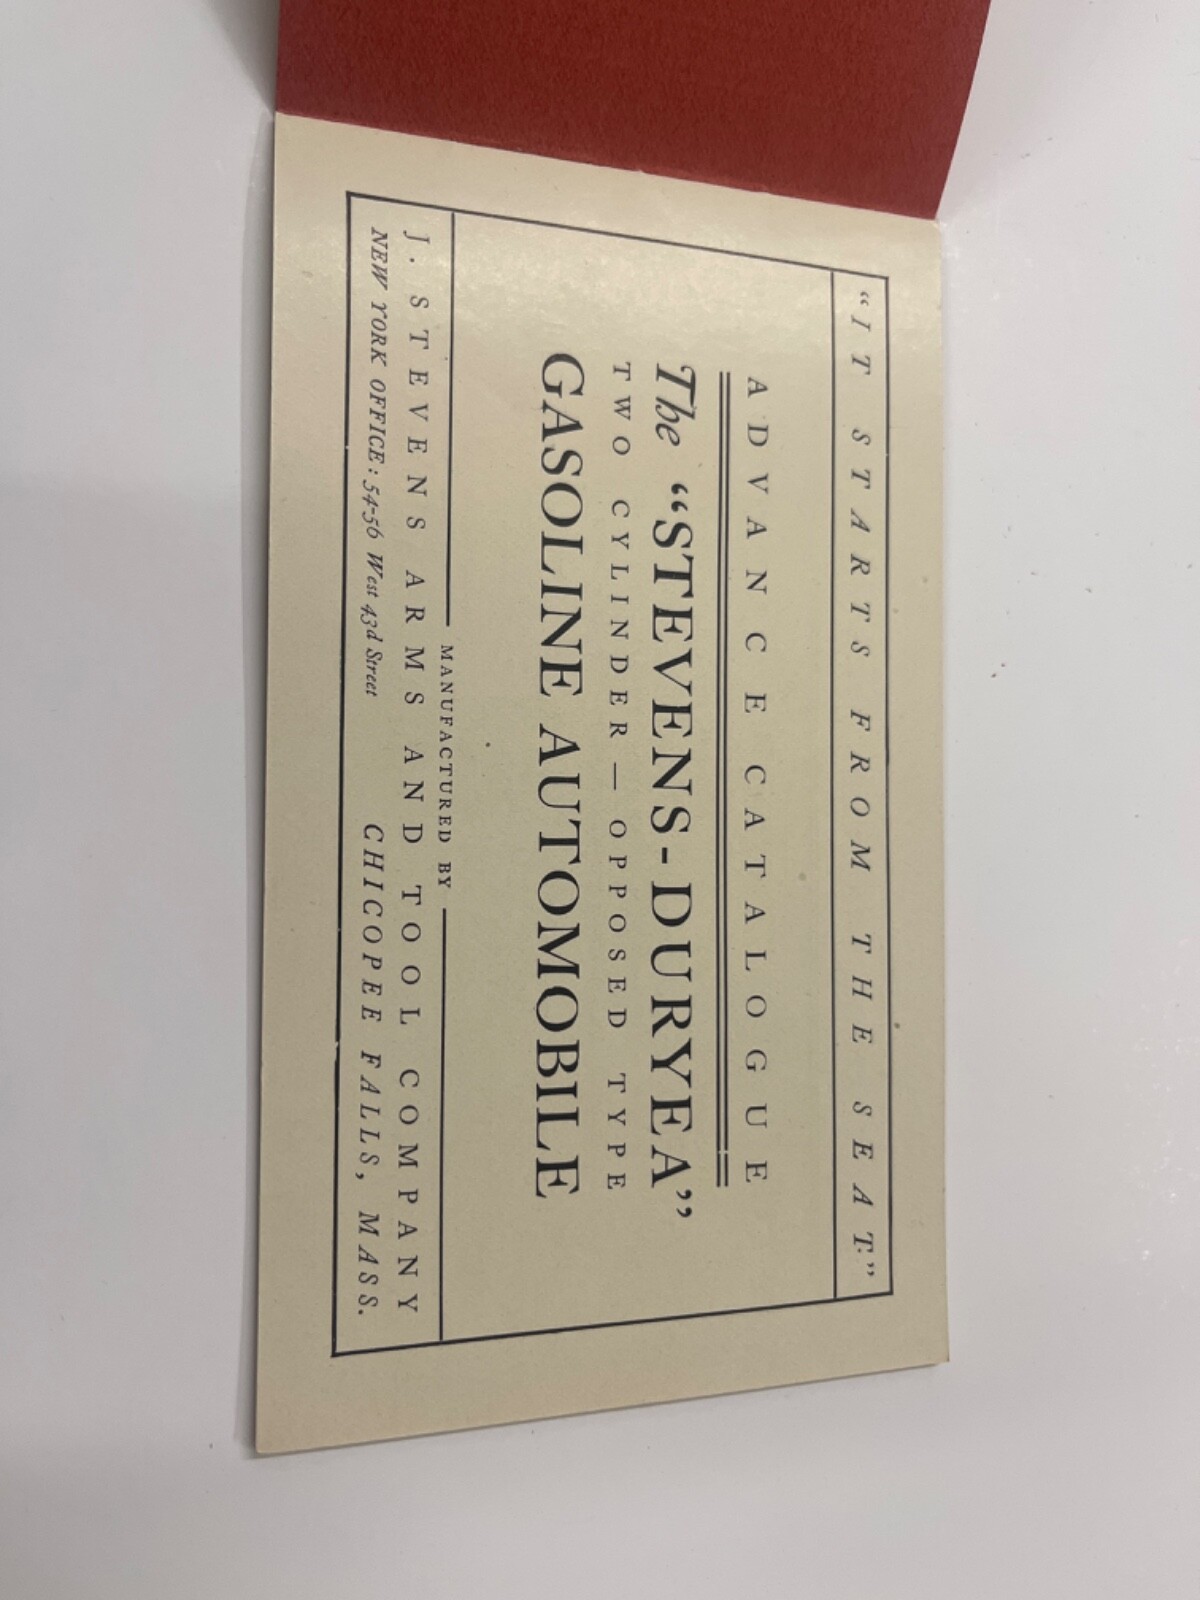 "IT STARTS FROM THE SEAT."
ADVANCE CATALOGUE
The "STEVENS-DURYEA"
TWO CYLINDER — OPPOSED TYPE
GASOLINE AUTOMOBILE
MANUFACTURED BY
J. STEVENS ARMS AND TOOL COMPANY
NEW YORK OFFICE: 54-56 West 43d Street CHICOPEE FALLS, MASS.